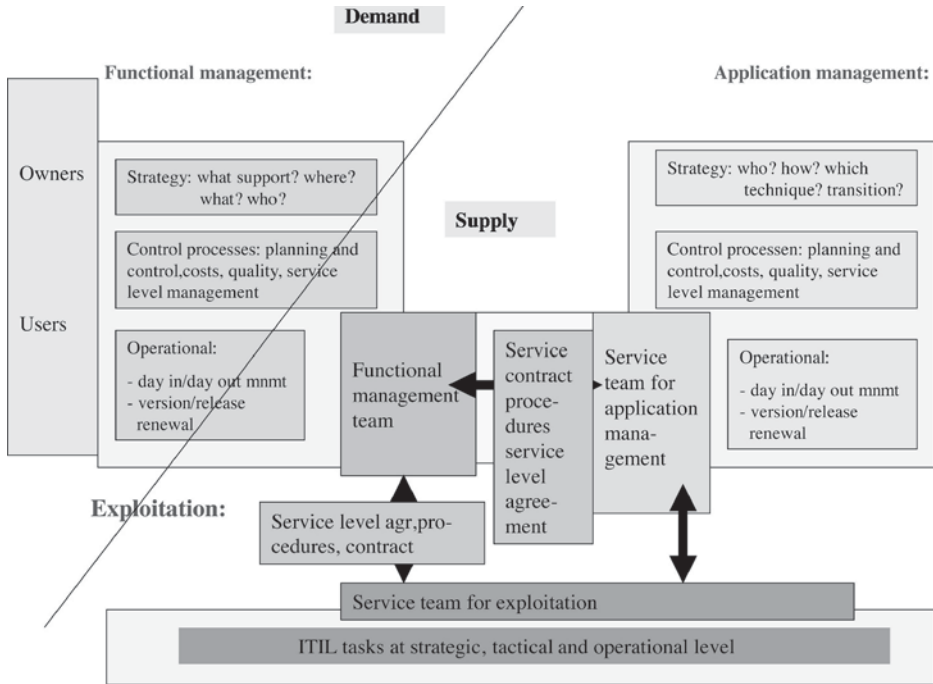 Demand
Functional management:
Application management:
Owners
Users
Strategy: what support? where?
what? who?
Control processes: planning and
control,costs, quality, service
level management
Operational:
- day in/day out mnmt
- version/release
renewal
Supply
Strategy: who? how? which
technique? transition?
Control processen: planning and
control,costs, quality, service
level management
Operational:
- day in/day out mnmt
- version/release
renewal
Functional
management
team
Service
contract
proce-
dures
service
level
agree-
ment
Service
team for
application
mana-
gement
Exploitation:
Service level agr,pro-
cedures, contract
Service team for exploitation
ITIL tasks at strategic, tactical and operational level